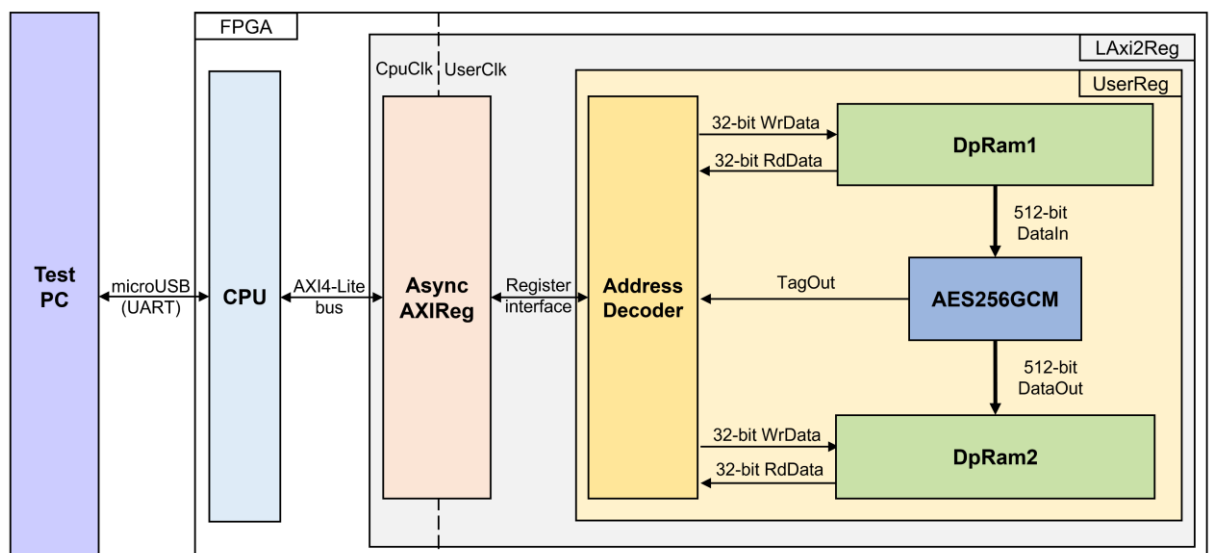 FPGA
LAxi2Reg
CpuClk
UserClk
UserReg
32-bit WrData
32-bit RdData
DpRam1
512-bit
DataIn
Test
PC
microUSB
(UART)
CPU
AXI4-Lite
bus
Async
AXIReg
Register
interface
Address
Decoder
TagOut
AES256GCM
512-bit
DataOut
32-bit WrData
32-bit RdData
DpRam2